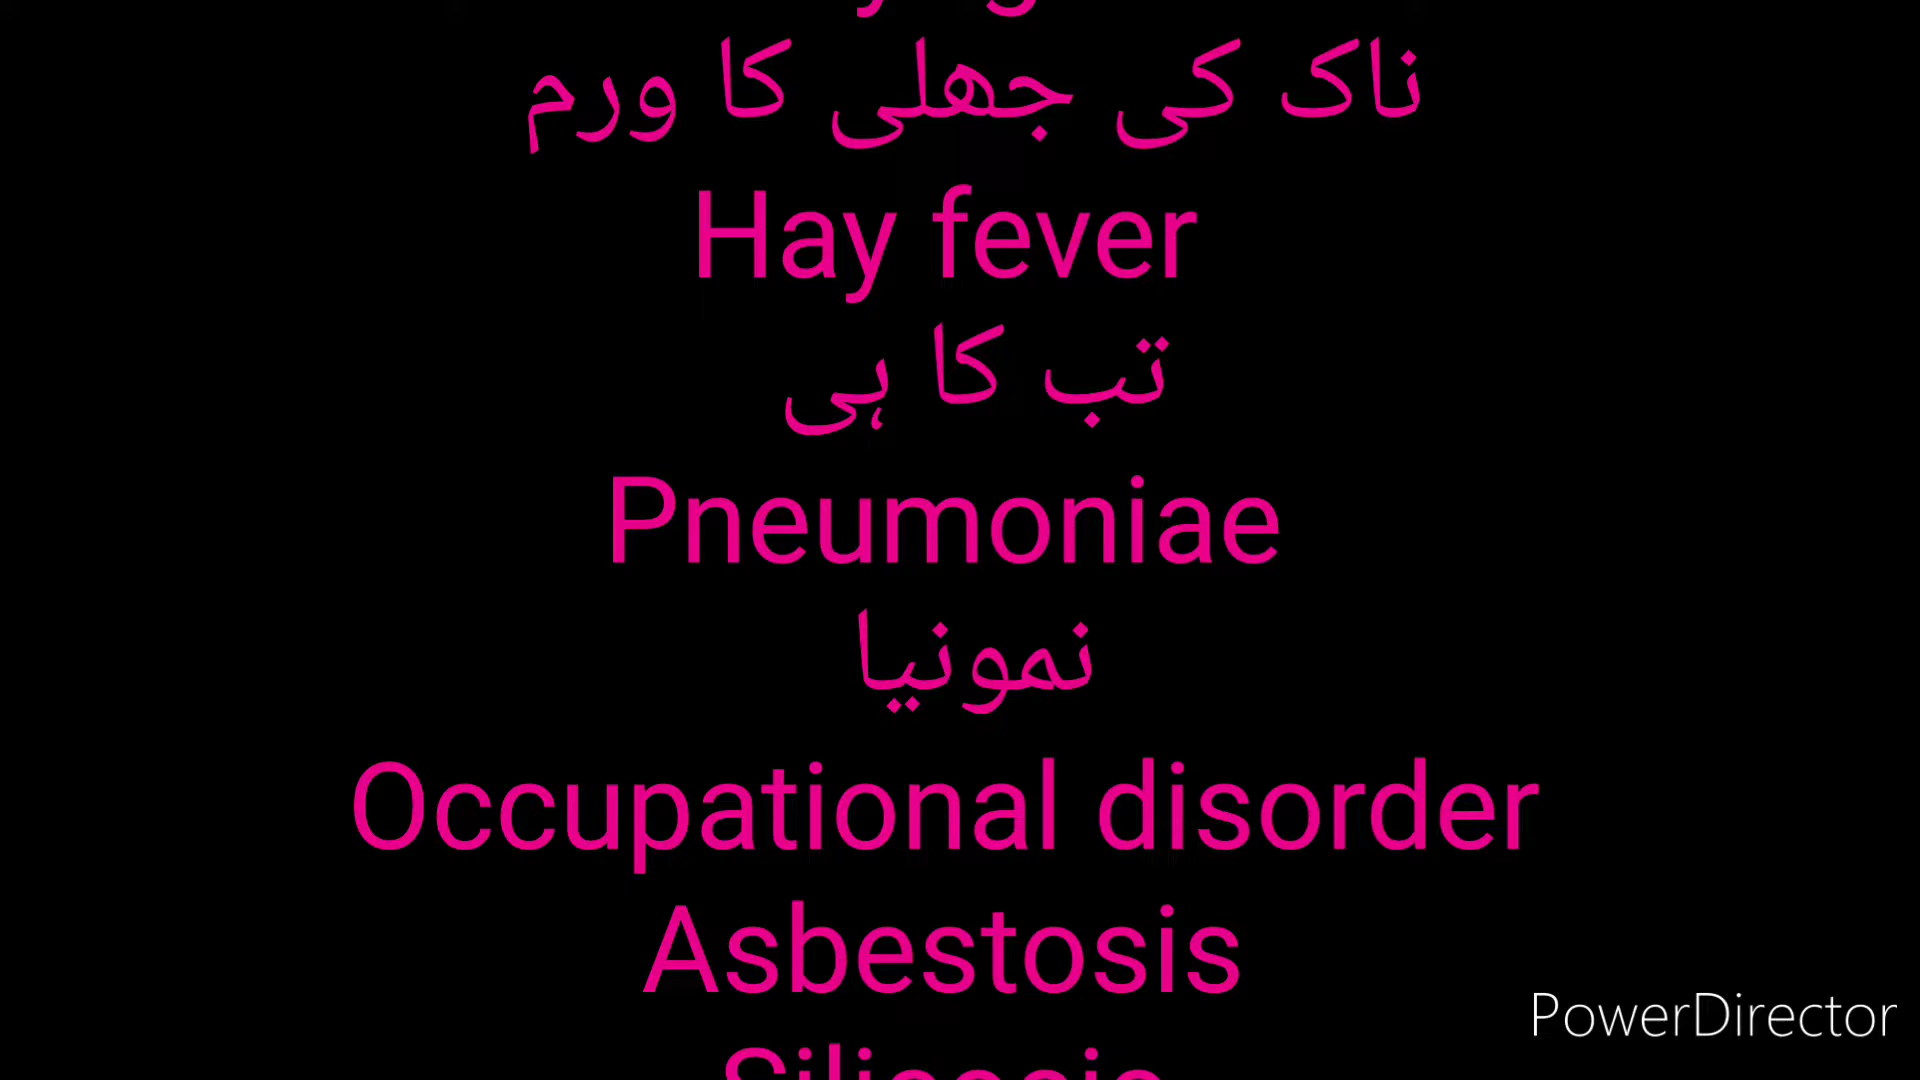 ناک کی جھلی کا ورم
Hay fever
تب کا ہی
Pneumoniae
نمونیا
Occupational disorder
Asbestosis
PowerDirector